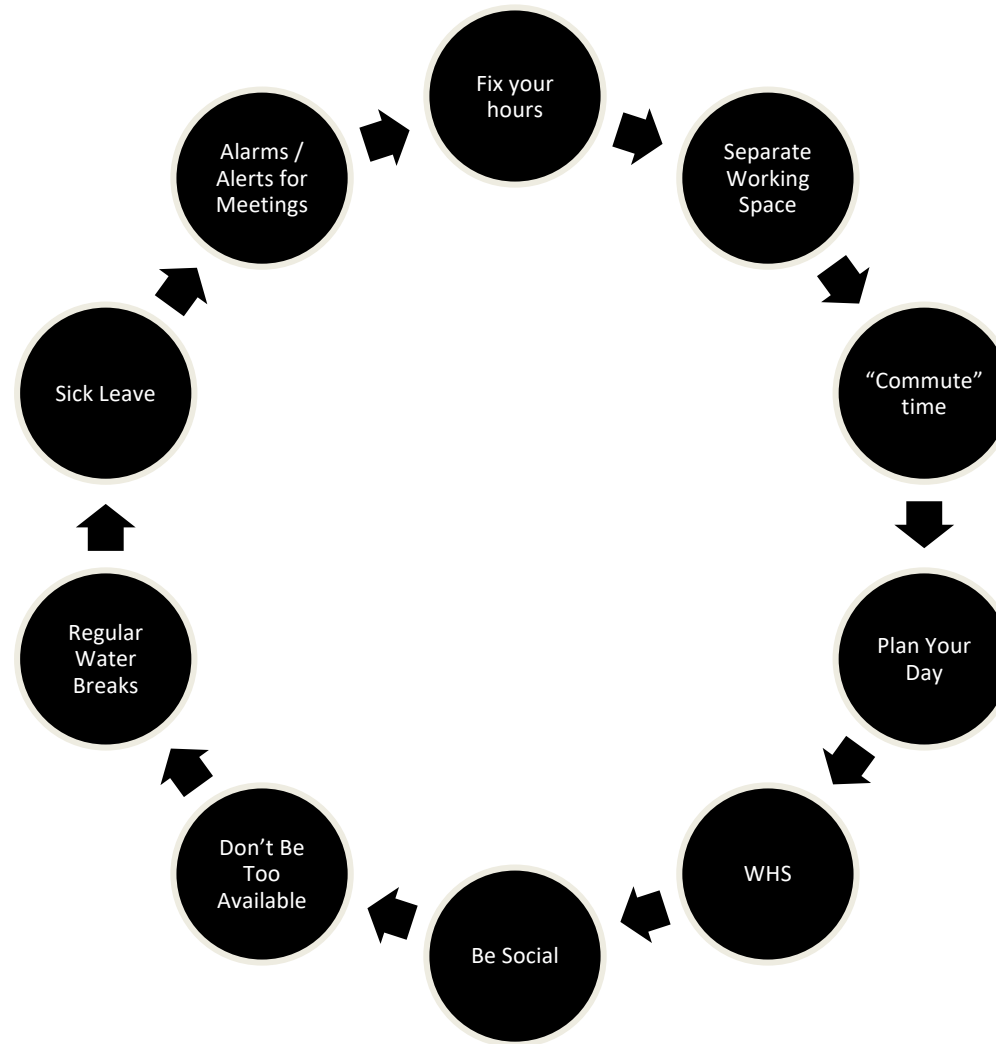 Fix your
hours
Separate
Working
Space
“Commute”
time
Plan Your
Day
WHS
Be Social
Don’t Be
Too
Available
Regular
Water
Breaks
Sick Leave
Alarms /
Alerts for
Meetings